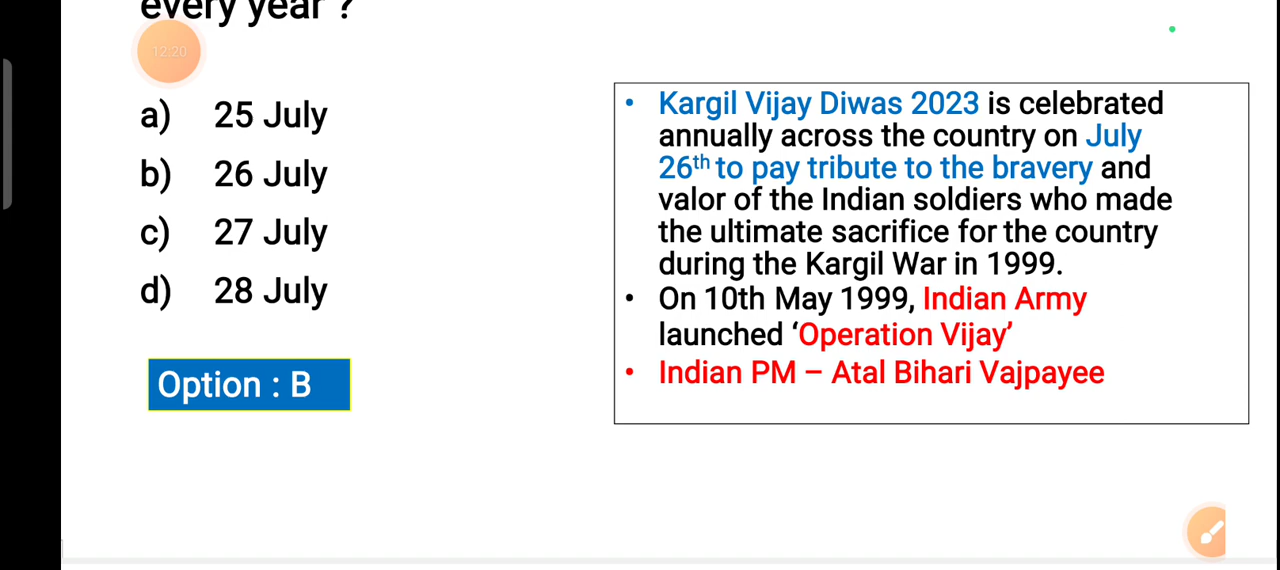 every year ?
12:20
a) 25 July
b) 26 July
c) 27 July
d) 28 July
Option : B
• Kargil Vijay Diwas 2023 is celebrated
annually across the country on July
26th to pay tribute to the bravery and
valor of the Indian soldiers who made
the ultimate sacrifice for the country
during the Kargil War in 1999.
• On 10th May 1999, Indian Army
launched ‘Operation Vijay’
• Indian PM – Atal Bihari Vajpayee